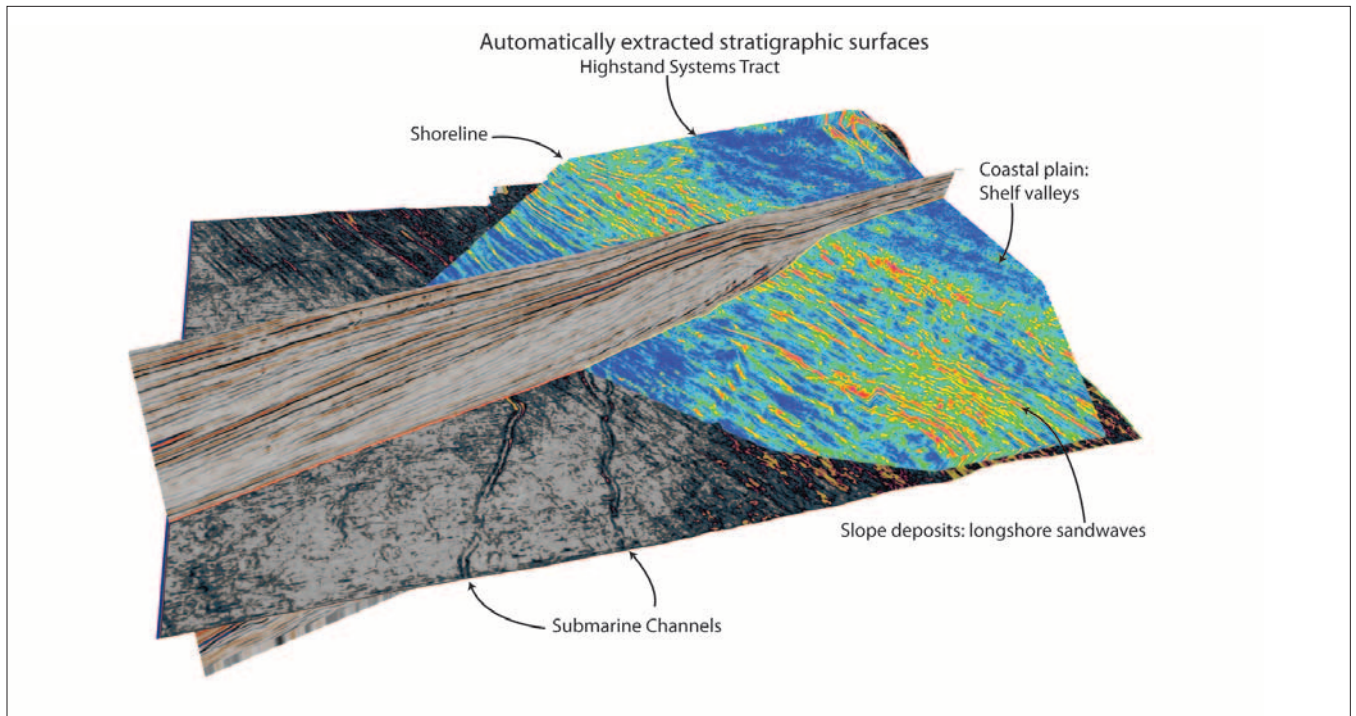 Automatically extracted stratigraphic surfaces
Highstand Systems Tract
Shoreline
Coastal plain:
Shelf valleys
Slope deposits: longshore sandwaves
Submarine Channels